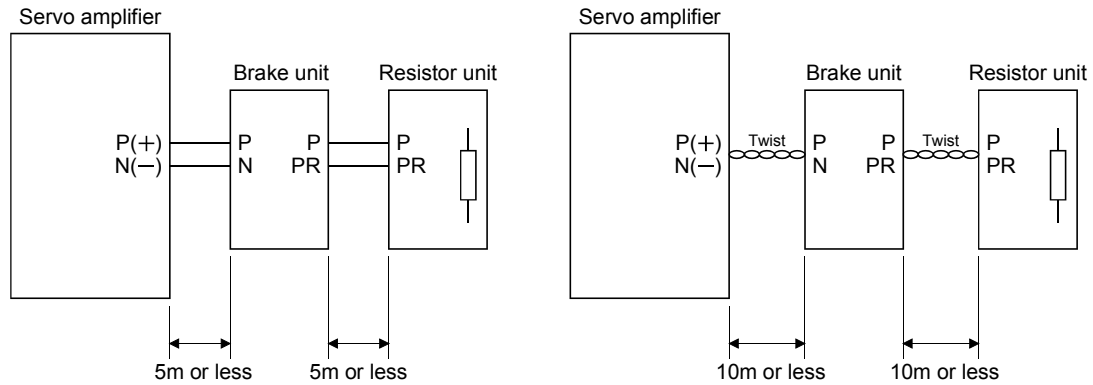 Servo amplifier
Brake unit
Resistor unit
P(+)
N(−)
P
N
P
PR
P
PR
5m or less
5m or less
Servo amplifier
Brake unit
Resistor unit
P(+)
N(−)
Twist
P
N
P
PR
Twist
P
PR
10m or less
10m or less